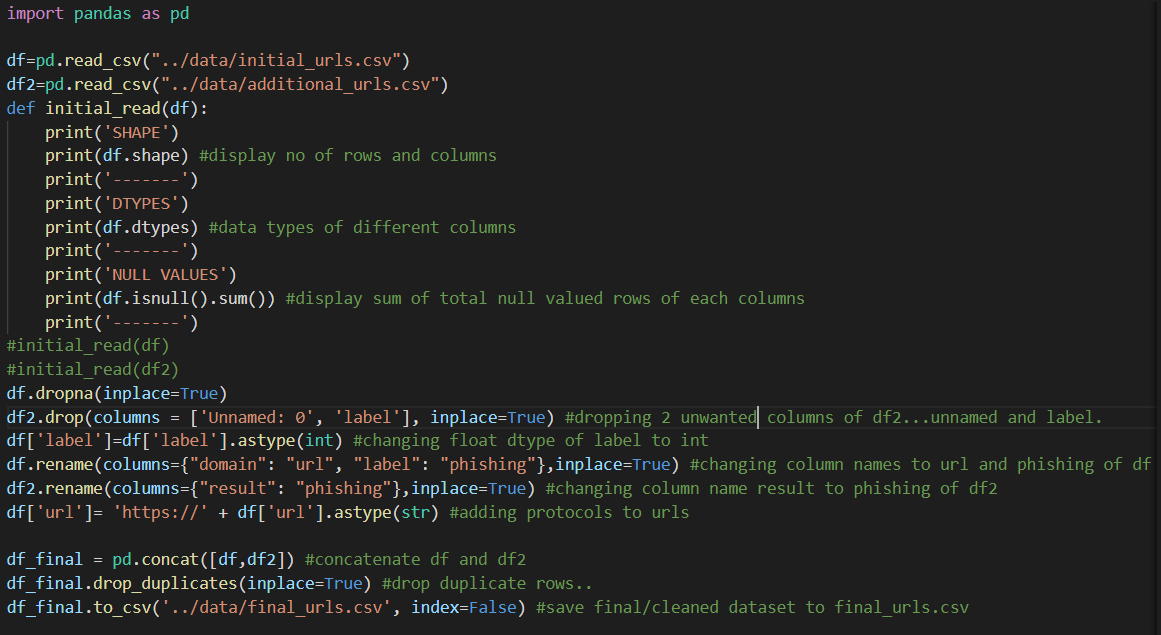 import pandas as pd
df=pd.read_csv("../data/initial_urls.csv")
df2=pd.read_csv("../data/additional_urls.csv")
def initial_read(df):
    print('SHAPE')
    print(df.shape) #display no of rows and columns
    print('-------')
    print('DTYPES')
    print(df.dtypes) #data types of different columns
    print('-------')
    print('NULL VALUES')
    print(df.isnull().sum()) #display sum of total null valued rows of each columns
    print('-------')
#initial_read(df)
#initial_read(df2)
df.dropna(inplace=True)
df2.drop(columns = ['Unnamed: 0', 'label'], inplace=True) #dropping 2 unwanted columns of df2...unnamed and label.
df['label']=df['label'].astype(int) #changing float dtype of label to int
df.rename(columns={"domain": "url", "label": "phishing"},inplace=True) #changing column names to url and phishing of df
df2.rename(columns={"result": "phishing"},inplace=True) #changing column name result to phishing of df2
df['url']= 'https://' + df['url'].astype(str) #adding protocols to urls
df_final = pd.concat([df,df2]) #concatenate df and df2
df_final.drop_duplicates(inplace=True) #drop duplicate rows..
df_final.to_csv('../data/final_urls.csv', index=False) #save final/cleaned dataset to final_urls.csv